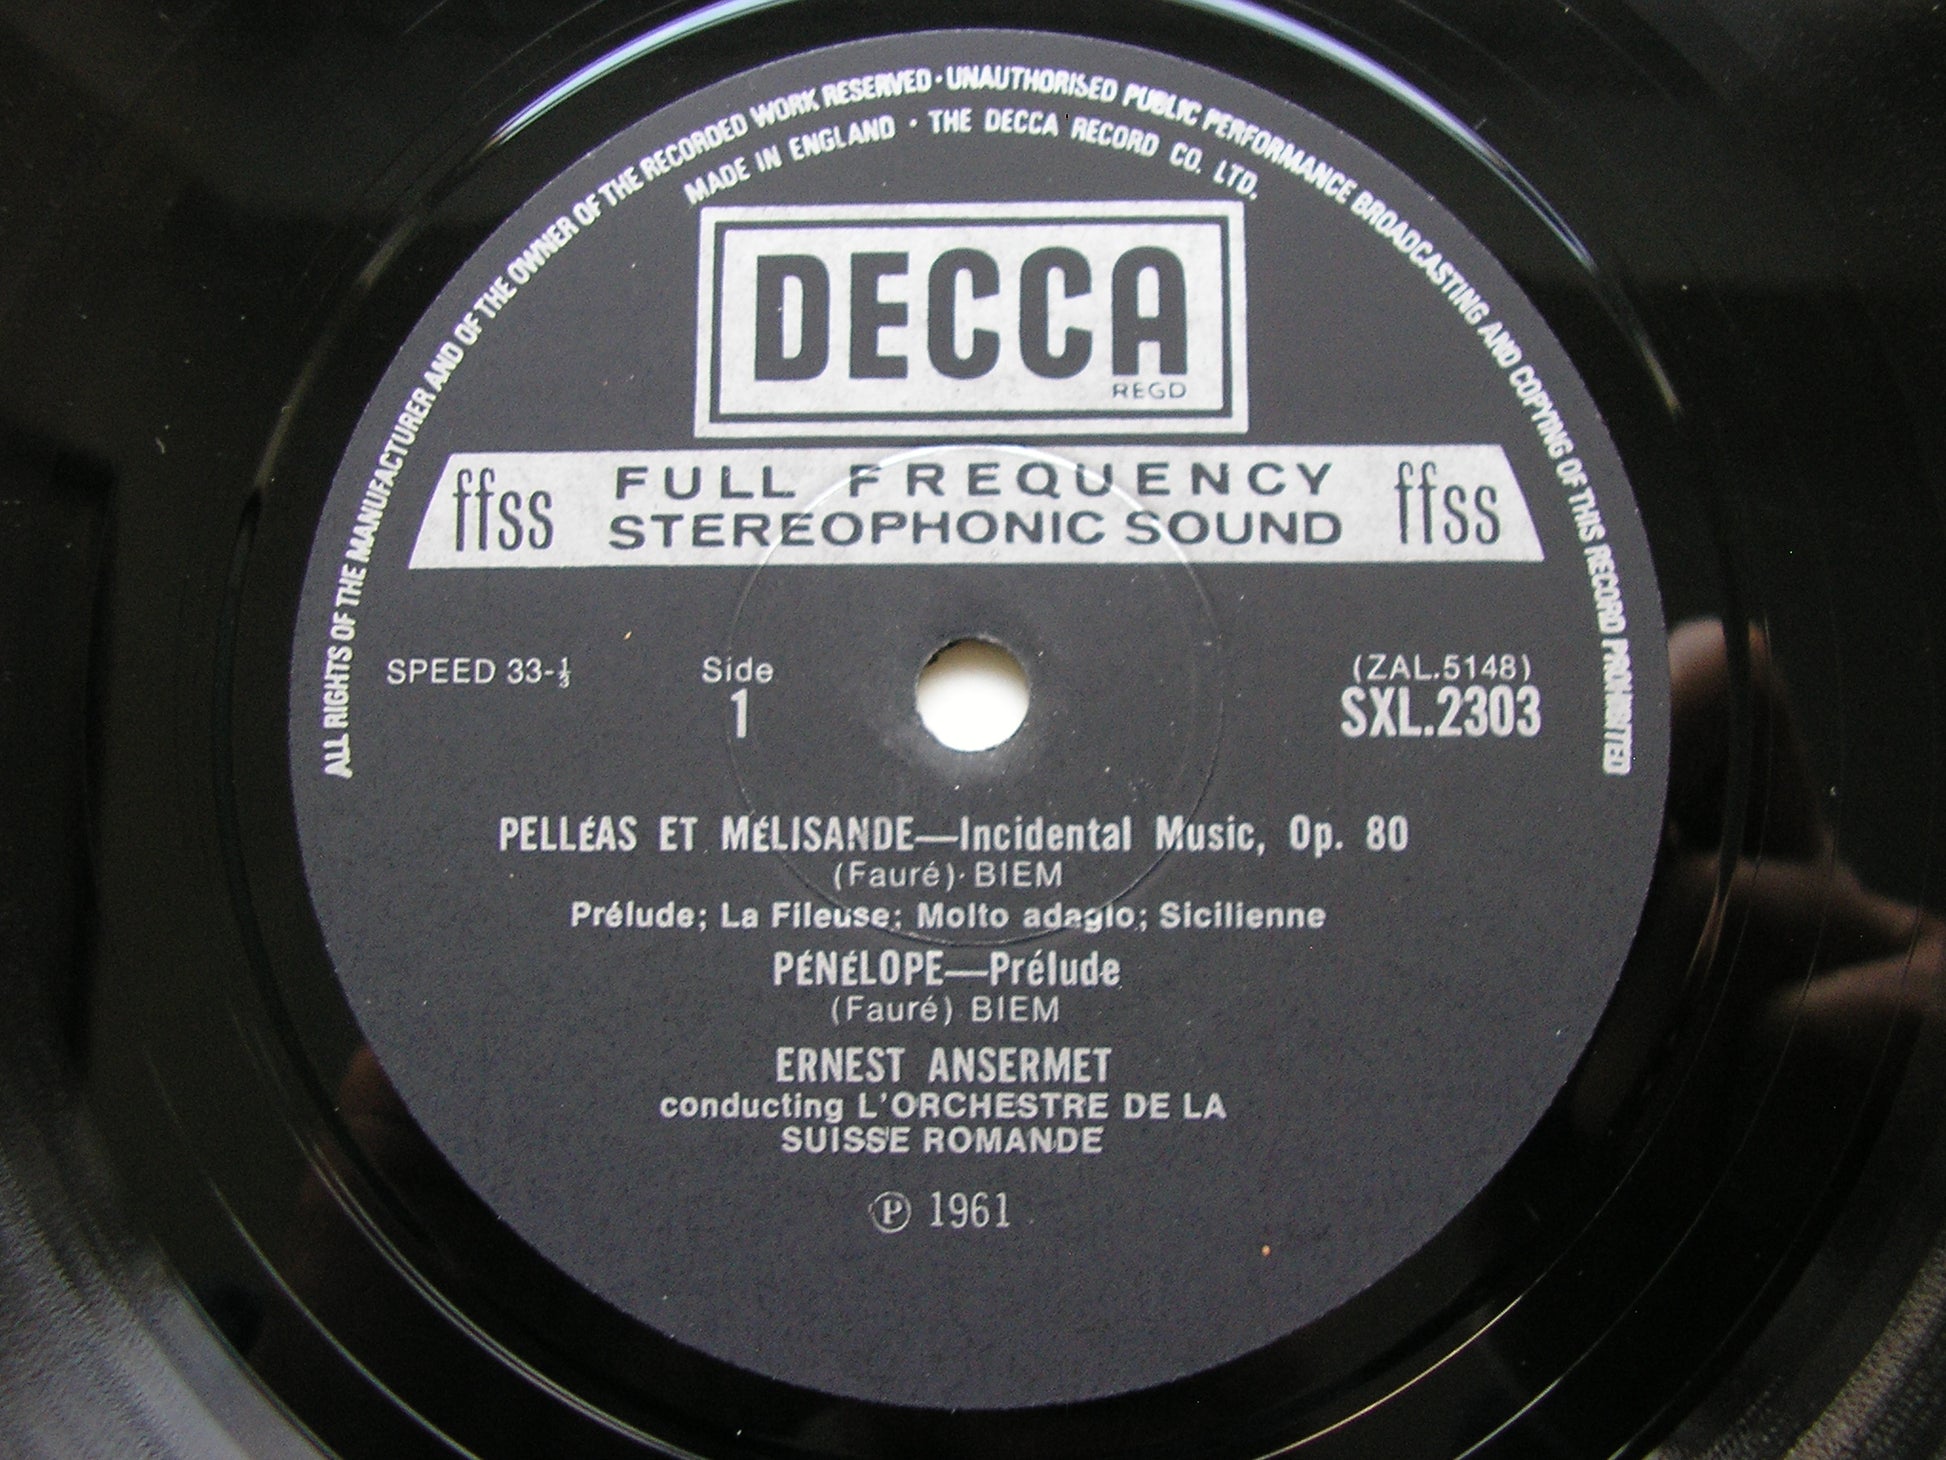 ALL RIGHTS OF THE MANUFACTURER AND OF THE OWNER OF THE RECORDED WORK RESERVED · UNAUTHORISED PUBLIC PERFORMANCE BROADCASTING AND COPYING OF THIS RECORD PROHIBITED
MADE IN ENGLAND · THE DECCA RECORD CO. LTD.
DECCA
REGD
ffss FULL FREQUENCY ffss
STEREOPHONIC SOUND
SPEED 33-⅓ Side (ZAL.5148)
1 SXL.2303
PELLÉAS ET MÉLISANDE—Incidental Music, Op. 80
(Fauré) · BIEM
Prélude; La Fileuse; Molto adagio; Sicilienne
PÉNÉLOPE—Prélude
(Fauré) BIEM
ERNEST ANSERMET
conducting L'ORCHESTRE DE LA
SUISSE ROMANDE
℗ 1961